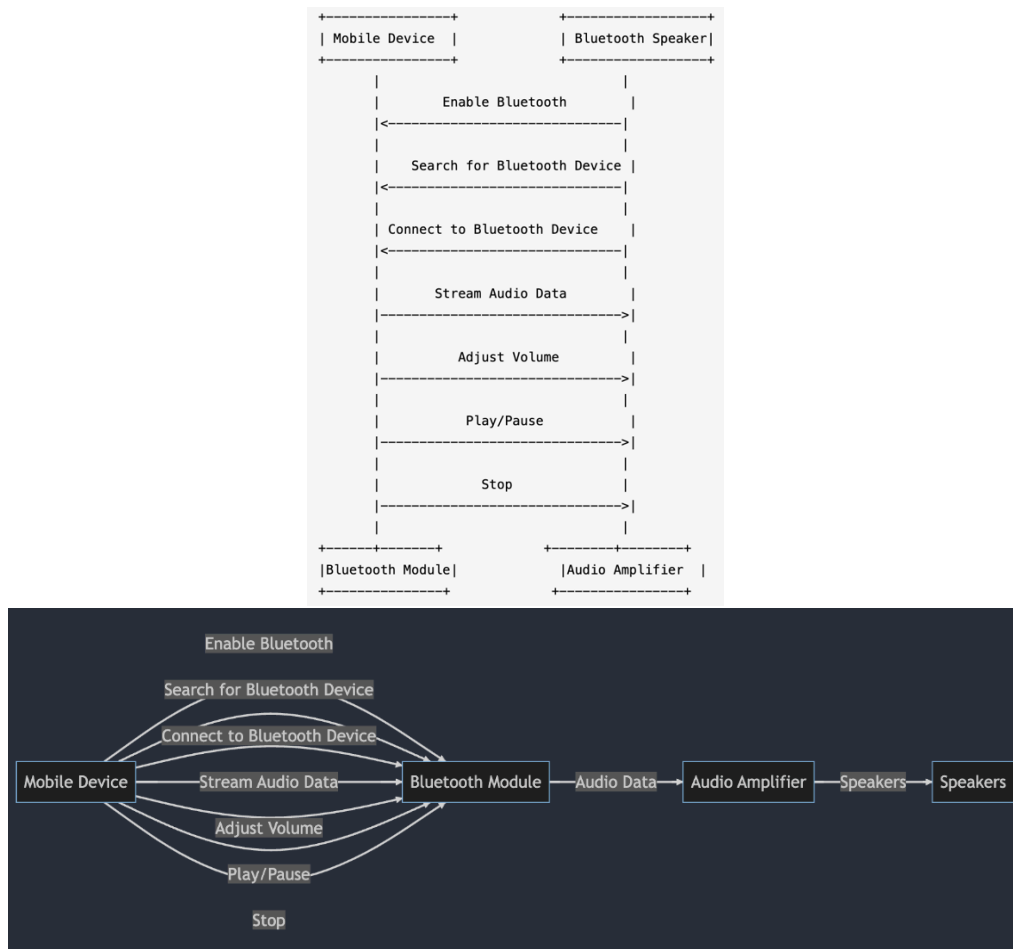 Mobile Device
Bluetooth Speaker
Enable Bluetooth
Search for Bluetooth Device
Connect to Bluetooth Device
Stream Audio Data
Adjust Volume
Play/Pause
Stop
Bluetooth Module
Audio Amplifier
Enable Bluetooth
Search for Bluetooth Device
Connect to Bluetooth Device
Mobile Device
Stream Audio Data
Bluetooth Module
Audio Data
Audio Amplifier
Speakers
Speakers
Adjust Volume
Play/Pause
Stop